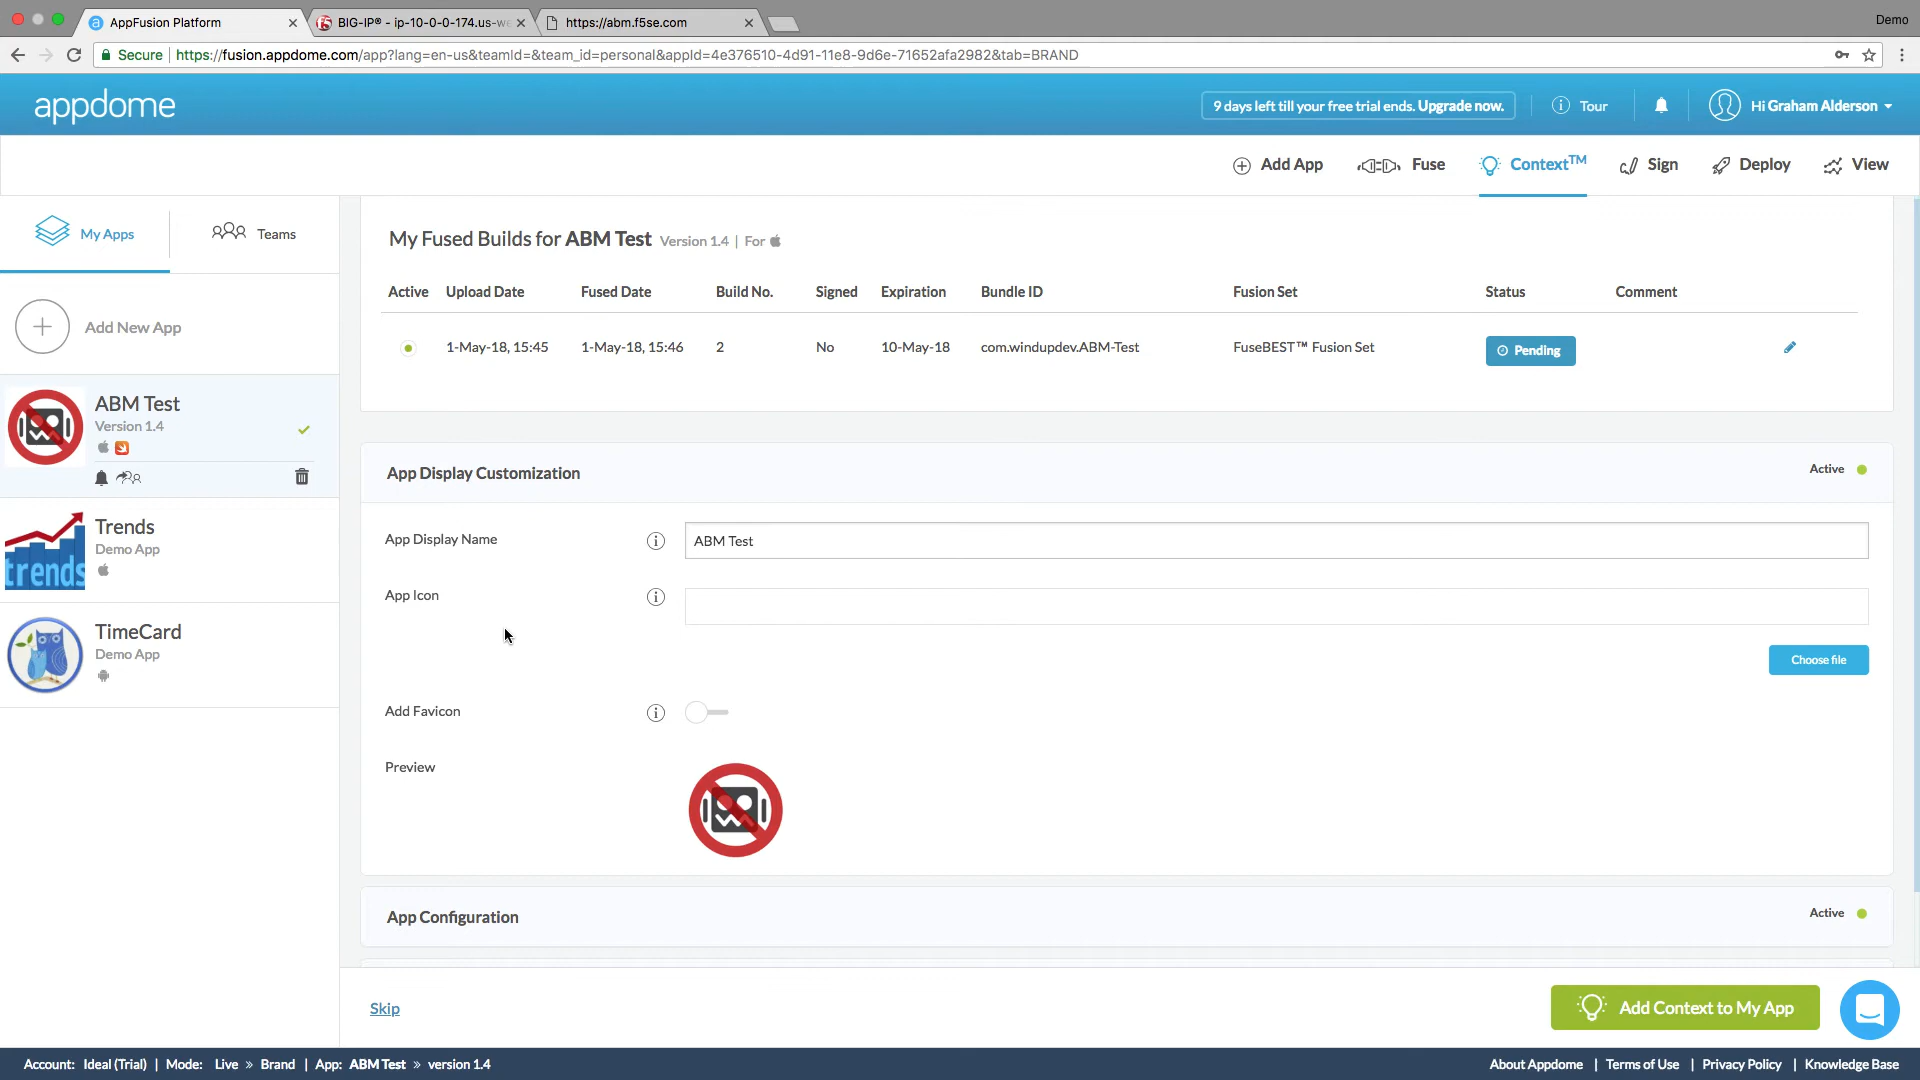 AppFusion Platform
BIG-IP® - ip-10-0-0-174.us-we
https://abm.f5se.com
Demo
Secure
https://fusion.appdome.com/app?lang=en-us&teamId=&team_id=personal&appId=4e376510-4d91-11e8-9d6e-71652afa2982&tab=BRAND
appdome
9 days left till your free trial ends. Upgrade now.
Tour
Hi Graham Alderson
Add App
Fuse
Context™
Sign
Deploy
View
My Apps
Teams
Add New App
ABM Test
Version 1.4
Trends
Demo App
trends
TimeCard
Demo App
My Fused Builds for ABM Test Version 1.4 | For
Active Upload Date Fused Date Build No. Signed Expiration Bundle ID Fusion Set Status Comment
1-May-18, 15:45 1-May-18, 15:46 2 No 10-May-18 com.windupdev.ABM-Test FuseBEST™ Fusion Set Pending
App Display Customization
Active
App Display Name
ABM Test
App Icon
Choose file
Add Favicon
Preview
App Configuration
Active
Skip
Add Context to My App
Account: Ideal (Trial) | Mode: Live » Brand | App: ABM Test » version 1.4
About Appdome | Terms of Use | Privacy Policy | Knowledge Base